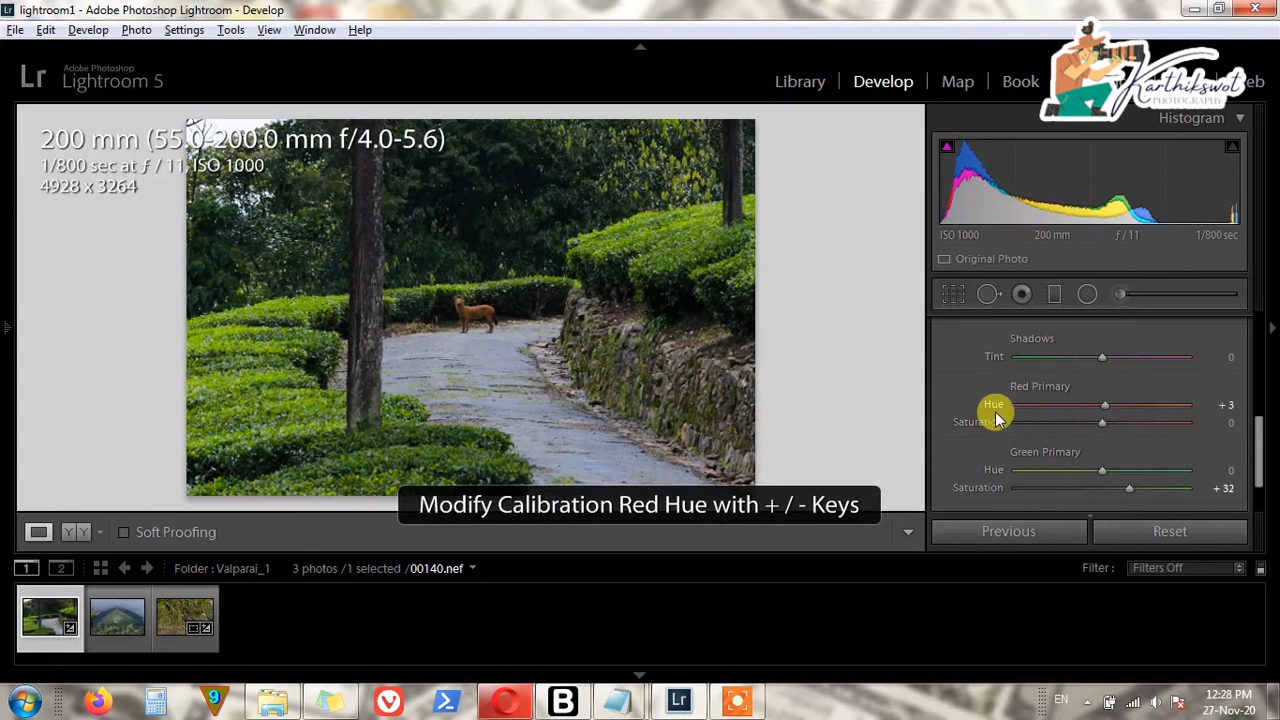 lightroom1 - Adobe Photoshop Lightroom - Develop
File Edit Develop Photo Settings Tools View Window Help
Lr Adobe Photoshop
Lightroom 5
Library Develop Map Book eb
Karthikswot
PHOTOGRAPHY
Histogram
200 mm (55.0-200.0 mm f/4.0-5.6)
1/800 sec at ƒ / 11, ISO 1000
4928 x 3264
ISO 1000 200 mm ƒ / 11 1/800 sec
Original Photo
Shadows
Tint 0
Red Primary
Hue + 3
Saturation 0
Green Primary
Hue 0
Saturation + 32
Modify Calibration Red Hue with + / - Keys
Soft Proofing
Previous Reset
1 2 Folder : Valparai_1 3 photos /1 selected /00140.nef Filter : Filters Off
9 B Lr
EN
12:28 PM
27-Nov-20